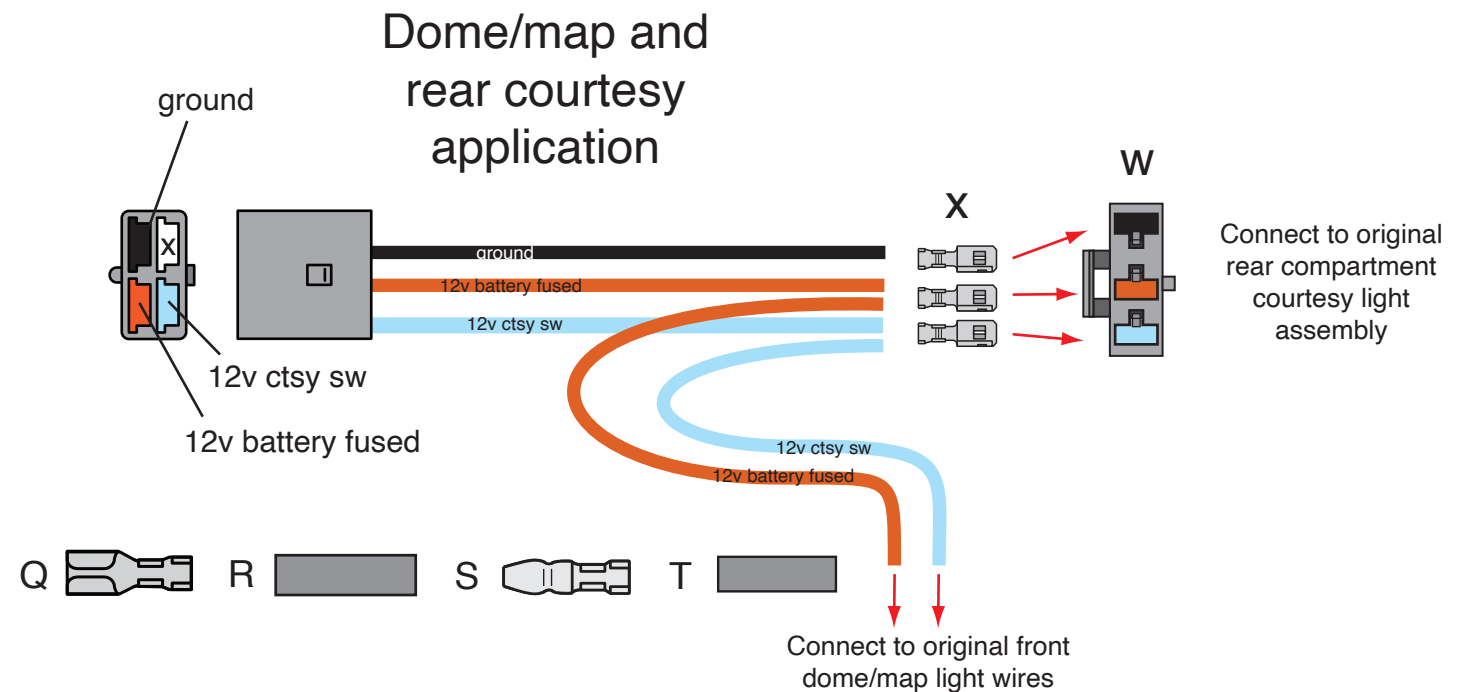 Dome/map and
rear courtesy
application
ground
W
X
x
ground
12v battery fused
12v ctsy sw
Connect to original
rear compartment
courtesy light
assembly
12v ctsy sw
12v battery fused
12v ctsy sw
12v battery fused
Q
R
S
T
Connect to original front
dome/map light wires